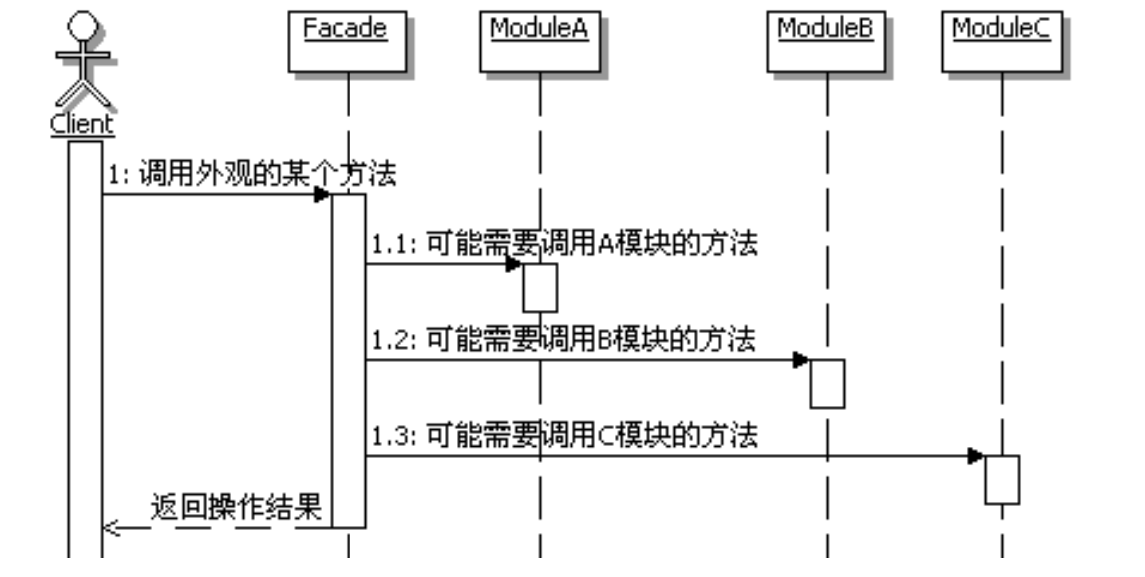 Facade
ModuleA
ModuleB
ModuleC
Client
1: 调用外观的某个方法
1.1: 可能需要调用A模块的方法
1.2: 可能需要调用B模块的方法
1.3: 可能需要调用C模块的方法
返回操作结果